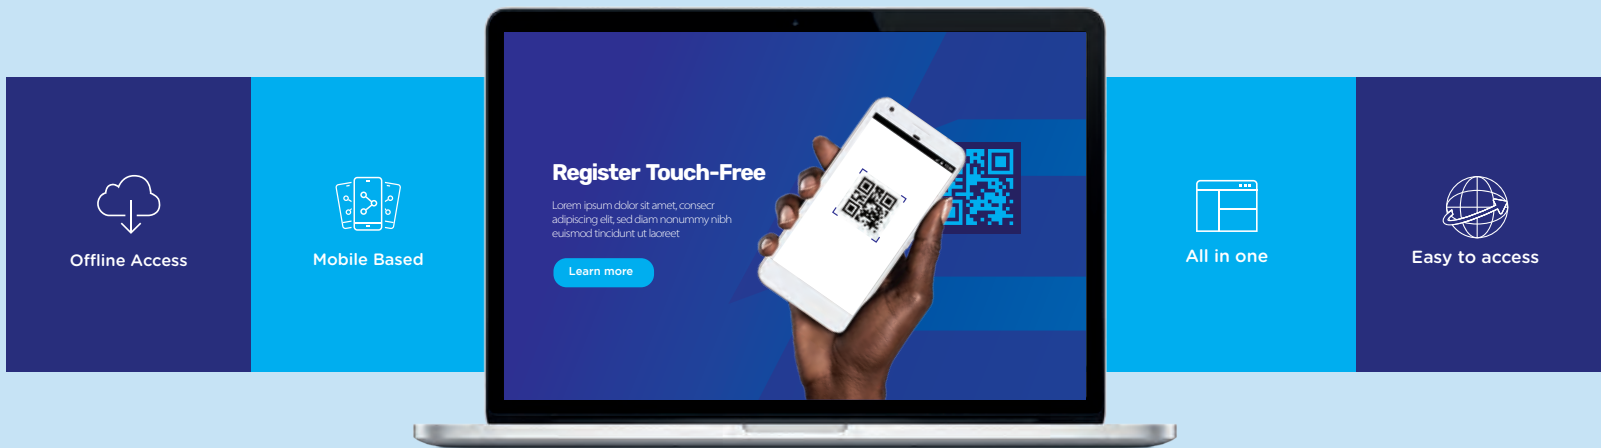 Offline Access
Mobile Based
Register Touch-Free
Lorem ipsum dolor sit amet, consecr
adipiscing elit, sed diam nonummy nibh
euismod tincidunt ut laoreet
Learn more
All in one
Easy to access